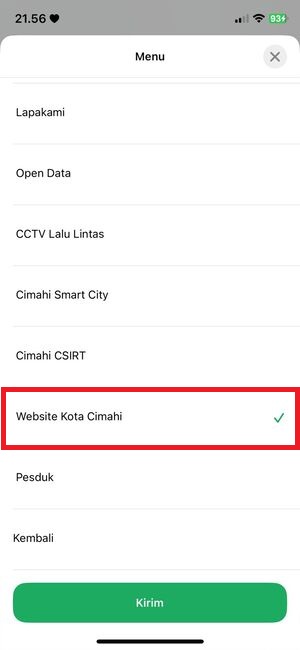 21.56
93
Menu
Lapakami
Open Data
CCTV Lalu Lintas
Cimahi Smart City
Cimahi CSIRT
Website Kota Cimahi
Pesduk
Kembali
Kirim